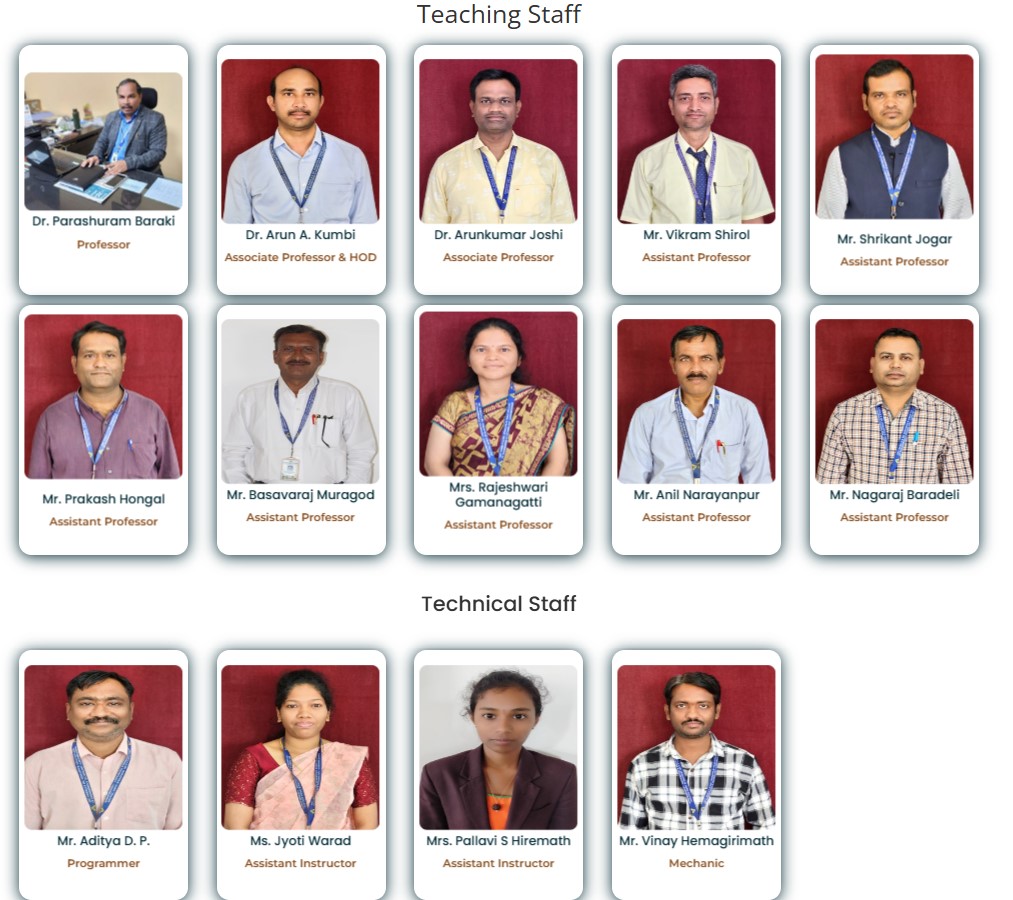 Teaching Staff
Dr. Parashuram Baraki
Professor
Dr. Arun A. Kumbi
Associate Professor & HOD
Dr. Arunkumar Joshi
Associate Professor
Mr. Vikram Shirol
Assistant Professor
Mr. Shrikant Jogar
Assistant Professor
Mr. Prakash Hongal
Assistant Professor
Mr. Basavaraj Muragod
Assistant Professor
Mrs. Rajeshwari
Gamanagatti
Assistant Professor
Mr. Anil Narayanpur
Assistant Professor
Mr. Nagaraj Baradeli
Assistant Professor
Technical Staff
Mr. Aditya D. P.
Programmer
Ms. Jyoti Warad
Assistant Instructor
Mrs. Pallavi S Hiremath
Assistant Instructor
Mr. Vinay Hemagirimath
Mechanic